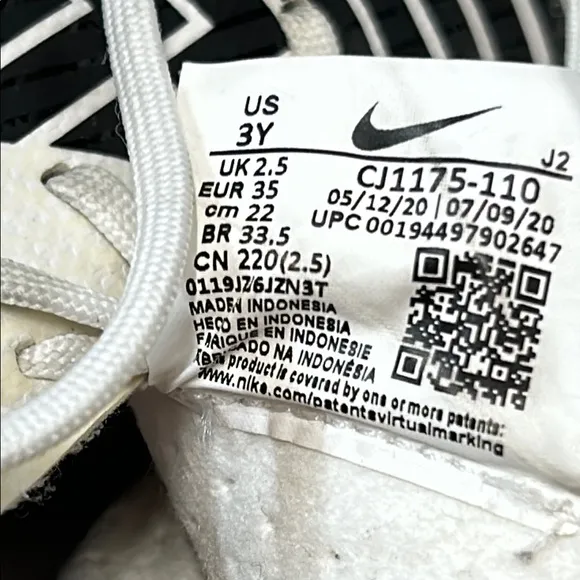 US
3Y
J2
UK 2.5
EUR 35
cm 22
BR 33.5
CN 220(2.5)
CJ1175-110
05/12/20 | 07/09/20
UPC 00194497902647
0119JZ6JZN3T
MADE IN INDONESIA
HECHO EN INDONESIA
FABRIQUE EN INDONESIE
FABRICADO NA INDONÉSIA
product is covered by one or more patents:
www.nike.com/patentsvirtualmarking